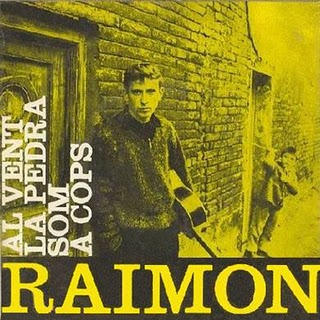 AL VENT
LA PEDRA
SOM
A COPS
RAIMON